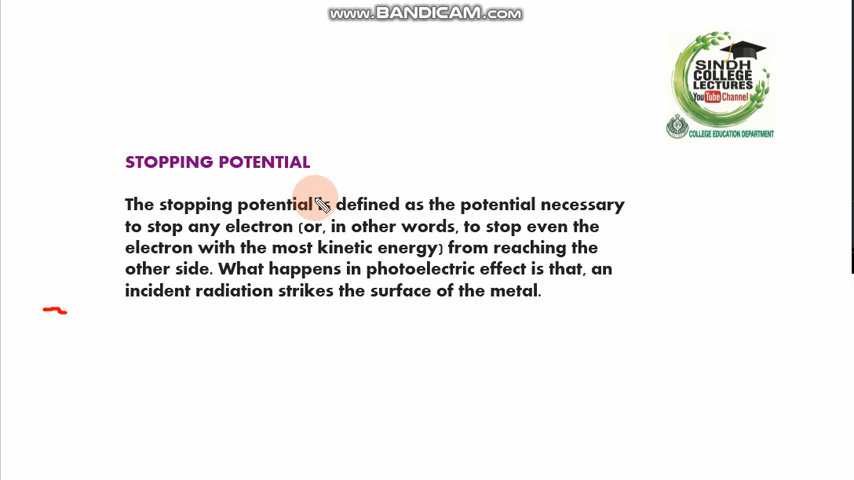 WWW.BANDICAM.COM
SINDH
COLLEGE
LECTURES
YouTube Channel
COLLEGE EDUCATION DEPARTMENT
STOPPING POTENTIAL
The stopping potential is defined as the potential necessary
to stop any electron (or, in other words, to stop even the
electron with the most kinetic energy) from reaching the
other side. What happens in photoelectric effect is that, an
incident radiation strikes the surface of the metal.